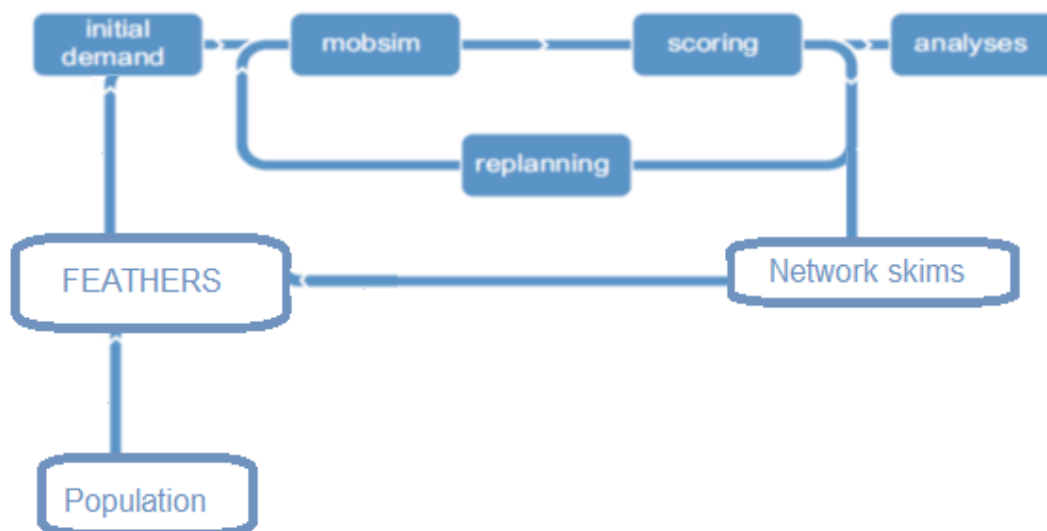 initial
demand
mobsim
scoring
analyses
replanning
FEATHERS
Network skims
Population